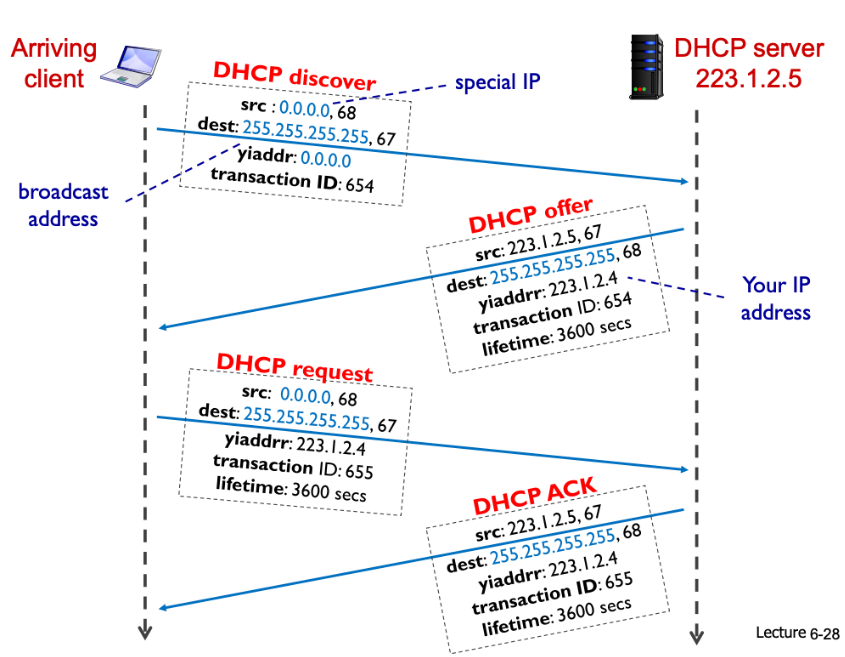 Arriving
client
DHCP server
223.1.2.5
DHCP discover
special IP
src : 0.0.0.0, 68
dest: 255.255.255.255, 67
yiaddr: 0.0.0.0
transaction ID: 654
broadcast
address
DHCP offer
src: 223.1.2.5, 67
dest: 255.255.255.255, 68
yiaddrr: 223.1.2.4
transaction ID: 654
lifetime: 3600 secs
Your IP
address
DHCP request
src: 0.0.0.0, 68
dest: 255.255.255.255, 67
yiaddrr: 223.1.2.4
transaction ID: 655
lifetime: 3600 secs
DHCP ACK
src: 223.1.2.5, 67
dest: 255.255.255.255, 68
yiaddrr: 223.1.2.4
transaction ID: 655
lifetime: 3600 secs
Lecture 6-28